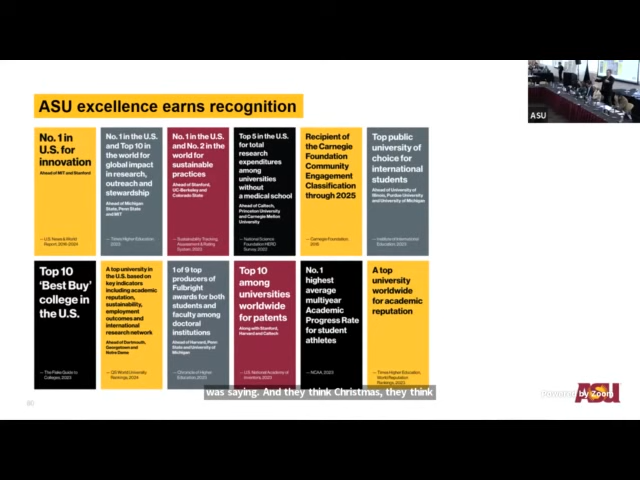 ASU
ASU excellence earns recognition
No. 1 in
U.S. for
innovation
Ahead of MIT and Stanford
— U.S. News & World
Report, 2016-2024
No. 1 in the U.S.
and Top 10 in
the world for
global impact
in research,
outreach and
stewardship
Ahead of Michigan
State, Penn State
and MIT
— Times Higher Education,
2023
No. 1 in the U.S.
and No. 2 in the
world for
sustainable
practices
Ahead of Stanford,
UC-Berkeley and
Colorado State
— Sustainability Tracking,
Assessment & Rating
System, 2023
Top 5 in the U.S.
for total
research
expenditures
among
universities
without
a medical school
Ahead of Caltech,
Princeton University
and Carnegie Mellon
University
— National Science
Foundation HERD
Survey, 2022
Recipient of
the Carnegie
Foundation
Community
Engagement
Classification
through 2025
— Carnegie Foundation,
Top public
university of
choice for
international
students
Ahead of University of
Illinois, Purdue University
and University of Michigan
— Institute of International
Education, 2023
Top 10
‘Best Buy’
college in
the U.S.
— The Fiske Guide to
Colleges, 2023
A top university in the
U.S. based on
key indicators
including academic
reputation,
sustainability,
employment
outcomes and
international
research network
Ahead of Dartmouth,
Georgetown and
Notre Dame
— QS World University
Rankings, 2024
1 of 9 top
producers of
Fulbright
awards for both
students and
faculty among
doctoral
institutions
Ahead of Harvard, Penn
State and University of
Michigan
— Chronicle of Higher
Education, 2023
Top 10
among
universities
worldwide
for patents
Along with Stanford,
Harvard and Caltech
— U.S. National Academy of
Inventors, 2023
No. 1
highest
average
multiyear
Academic
Progress Rate
for student
athletes
— NCAA, 2023
A top
university
worldwide
for academic
reputation
— Times Higher Education,
World Reputation
Rankings, 2023
was saying. And they think Christmas, they think
ASU
Powered by Zoom